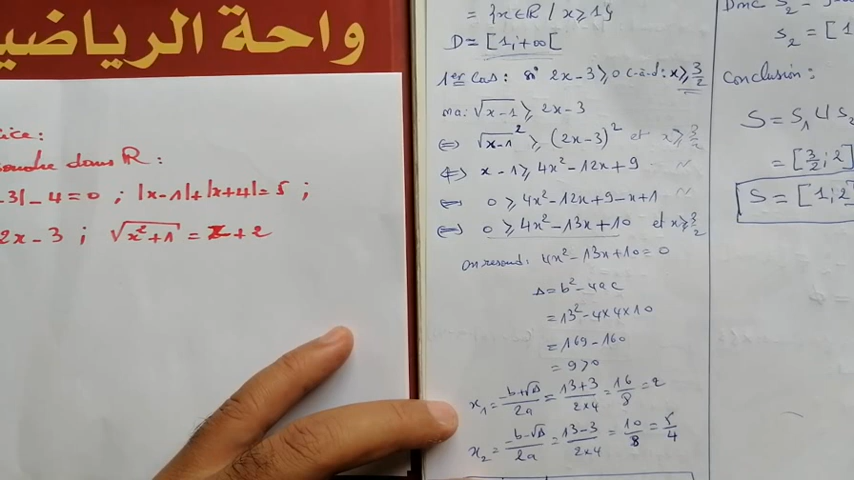 واحة الرياضي
ice:
soudre dans ℝ:
-3|-4=0 ; |x-1|+|x+4|=5 ;
2x-3 ; √(x²+1) = x+2
= {x∈ℝ / x⩾1}
D=[1;+∞[
1er Cas: si 2x-3⩾0 c-à-d: x⩾3/2
ma: √(x-1) ⩾ 2x-3
⇔ √(x-1)² ⩾ (2x-3)² et x⩾3/2
⇔ x-1 ⩾ 4x²-12x+9 "
⇔ 0 ⩾ 4x²-12x+9-x+1 "
⇔ 0 ⩾ 4x²-13x+10 et x⩾3/2
On resoud: 4x²-13x+10=0
Δ=b²-4ac
=13²-4×4×10
=169-160
=9>0
x₁=(-b+√Δ)/2a=(13+3)/(2×4)=16/8=2
x₂=(-b-√Δ)/2a=(13-3)/(2×4)=10/8=5/4
Donc S₂=
S₂=[1
Conclusion:
S=S₁∪S₂
=[3/2;2]
S=[1;2]